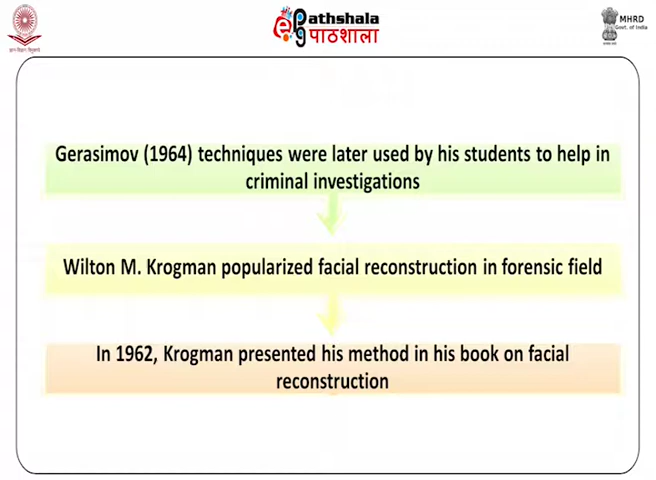 Pathshala
पाठशाला
MHRD
Govt. of India
Gerasimov (1964) techniques were later used by his students to help in
criminal investigations
Wilton M. Krogman popularized facial reconstruction in forensic field
In 1962, Krogman presented his method in his book on facial
reconstruction